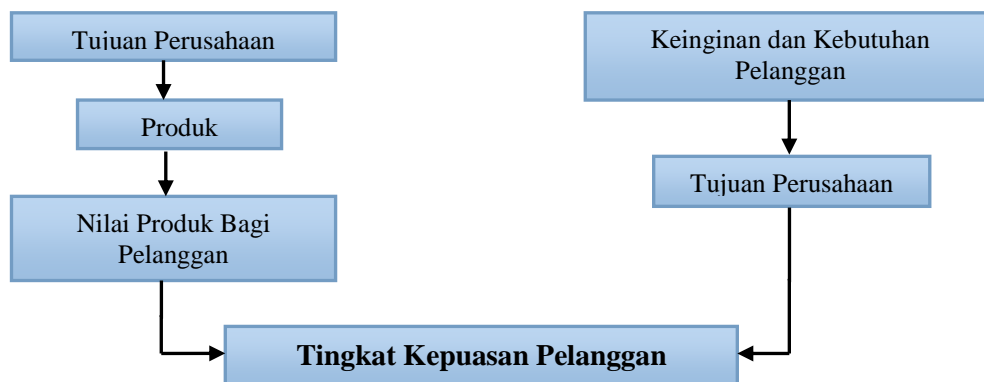 Tujuan Perusahaan
Produk
Nilai Produk Bagi
Pelanggan
Keinginan dan Kebutuhan
Pelanggan
Tujuan Perusahaan
Tingkat Kepuasan Pelanggan